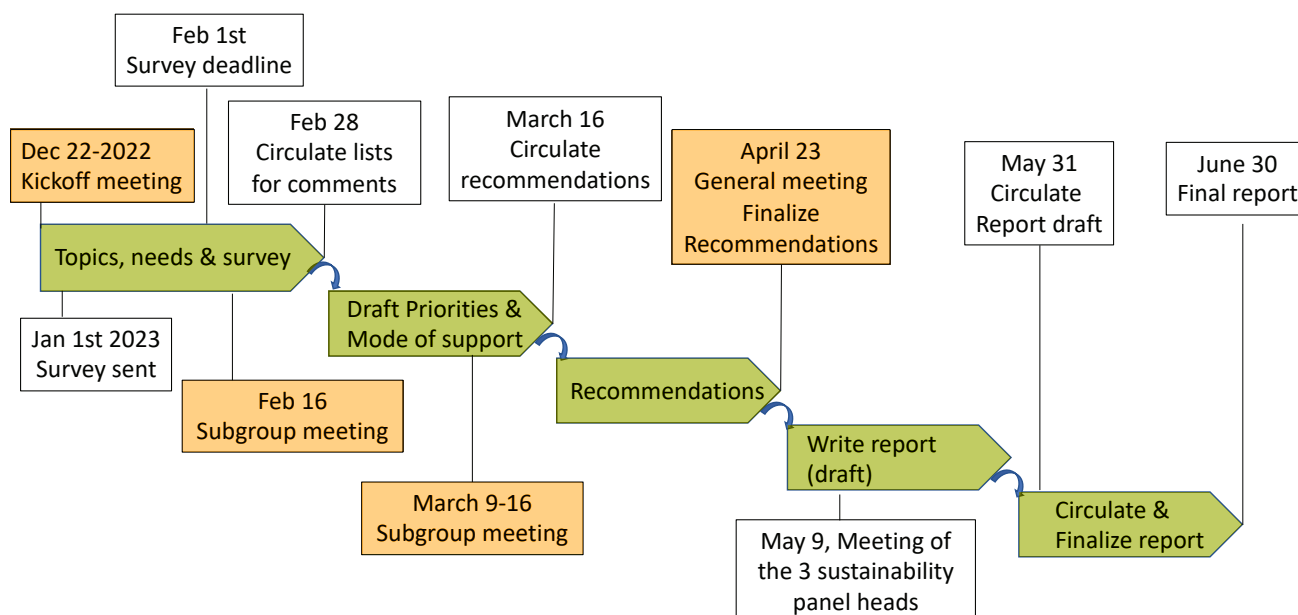 Feb 1st
Survey deadline
Dec 22-2022
Kickoff meeting
Feb 28
Circulate lists
for comments
March 16
Circulate
recommendations
April 23
General meeting
Finalize
Recommendations
May 31
Circulate
Report draft
June 30
Final report
Topics, needs & survey
Draft Priorities &
Mode of support
Recommendations
Write report
(draft)
Circulate &
Finalize report
Jan 1st 2023
Survey sent
Feb 16
Subgroup meeting
March 9-16
Subgroup meeting
May 9, Meeting of
the 3 sustainability
panel heads